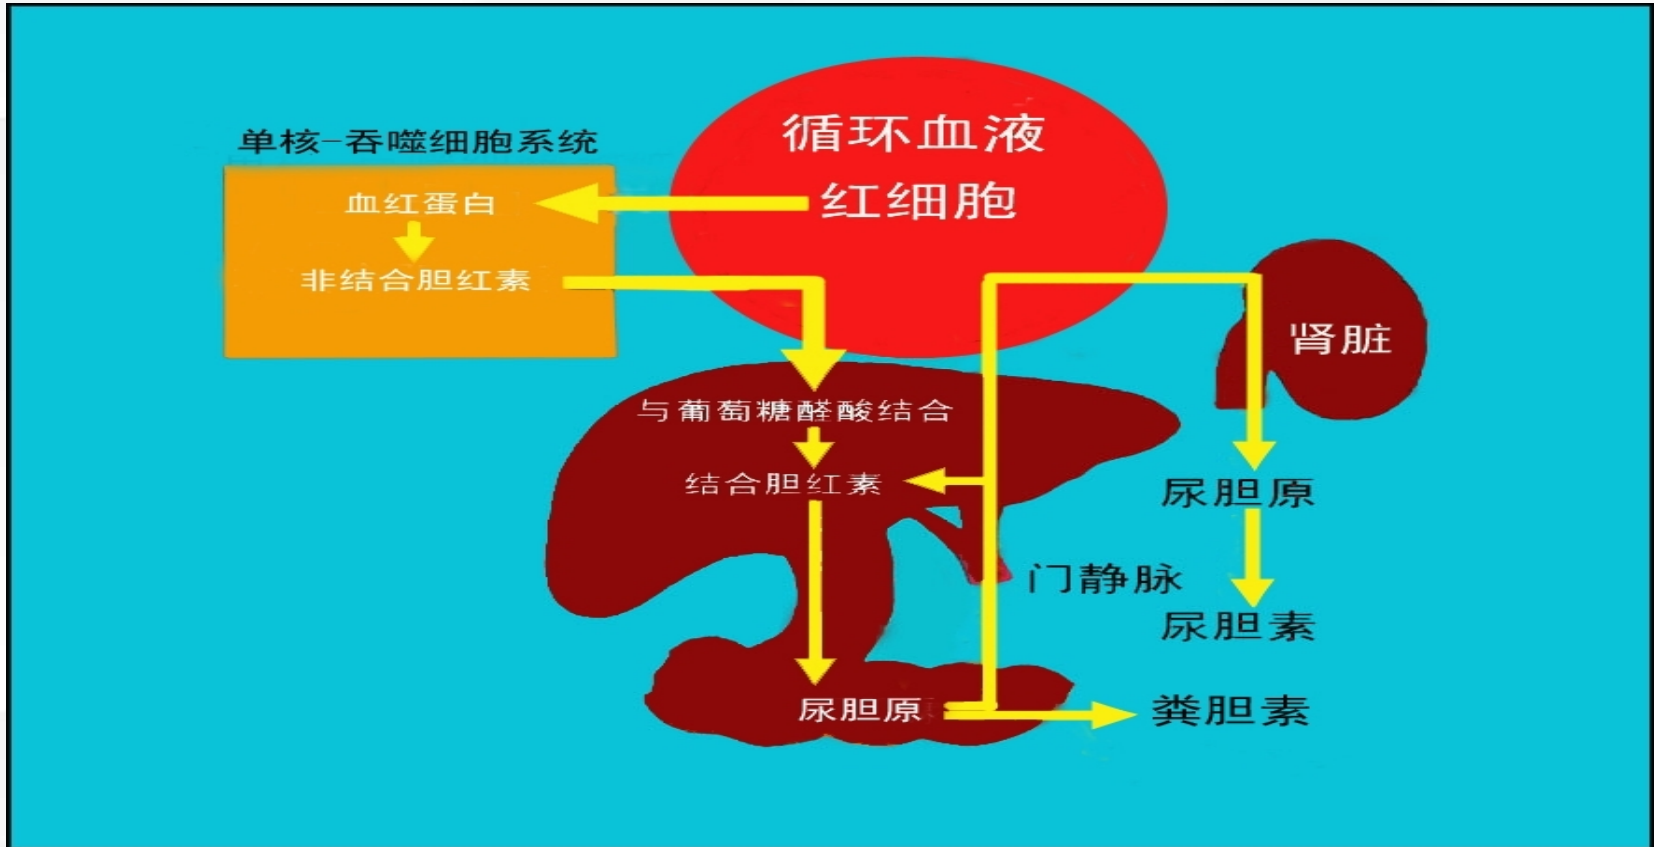 循环血液
单核-吞噬细胞系统
红细胞
血红蛋白
非结合胆红素
肾脏
与葡萄糖醛酸结合
结合胆红素
尿胆原
门静脉
尿胆素
尿胆原
粪胆素